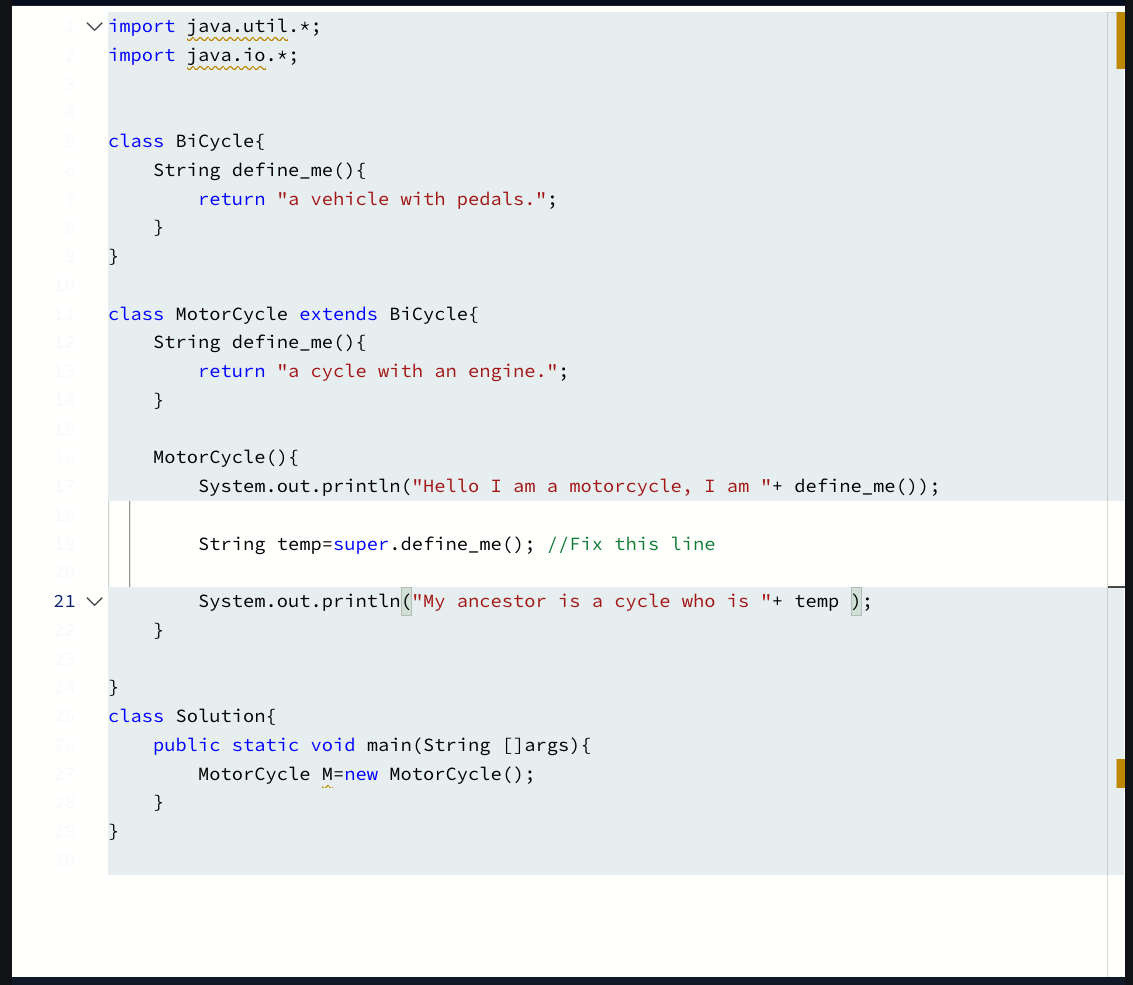 1 import java.util.*;
2 import java.io.*;
3
4
5 class BiCycle{
6 String define_me(){
7 return "a vehicle with pedals.";
8 }
9 }
10
11 class MotorCycle extends BiCycle{
12 String define_me(){
13 return "a cycle with an engine.";
14 }
15
16 MotorCycle(){
17 System.out.println("Hello I am a motorcycle, I am "+ define_me());
18
19 String temp=super.define_me(); //Fix this line
20
21 System.out.println("My ancestor is a cycle who is "+ temp );
22 }
23
24 }
25 class Solution{
26 public static void main(String []args){
27 MotorCycle M=new MotorCycle();
28 }
29 }
30